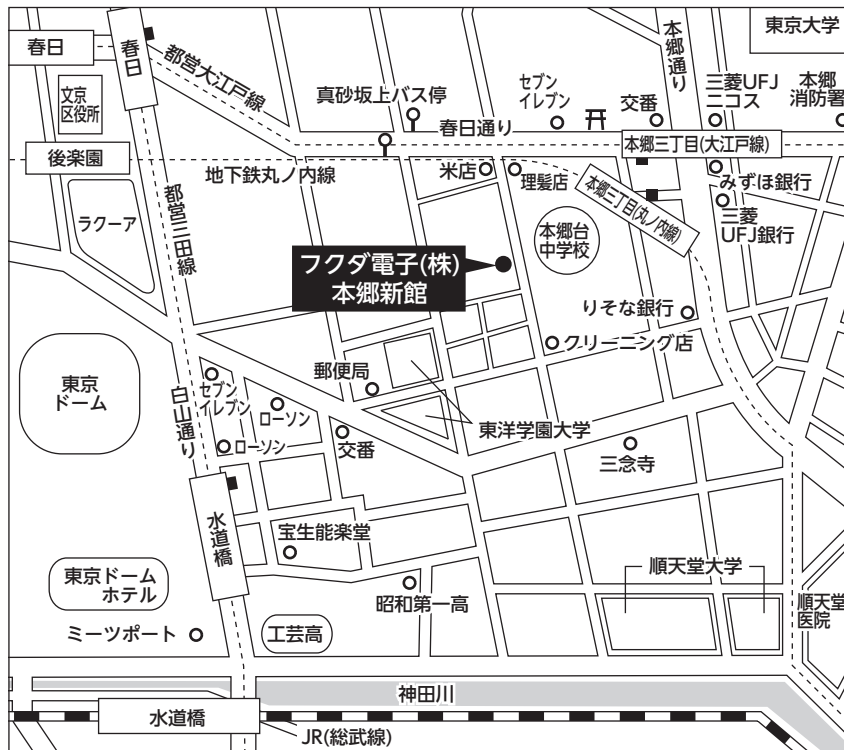 春日
春日
文京
区役所
後楽園
都営大江戸線
真砂坂上バス停
春日通り
セブン
イレブン
交番
本郷通り
三菱UFJ
ニコス
東京大学
本郷
消防署
本郷三丁目(大江戸線)
地下鉄丸ノ内線
米店
理髪店
本郷三丁目(丸ノ内線)
みずほ銀行
三菱
UFJ銀行
ラクーア
都営三田線
フクダ電子(株)
本郷新館
本郷台
中学校
りそな銀行
クリーニング店
東京
ドーム
白山通り
セブン
イレブン
ローソン
ローソン
郵便局
交番
東洋学園大学
三念寺
水道橋
宝生能楽堂
東京ドーム
ホテル
昭和第一高
順天堂大学
順天堂
医院
ミーツポート
工芸高
神田川
水道橋
JR(総武線)